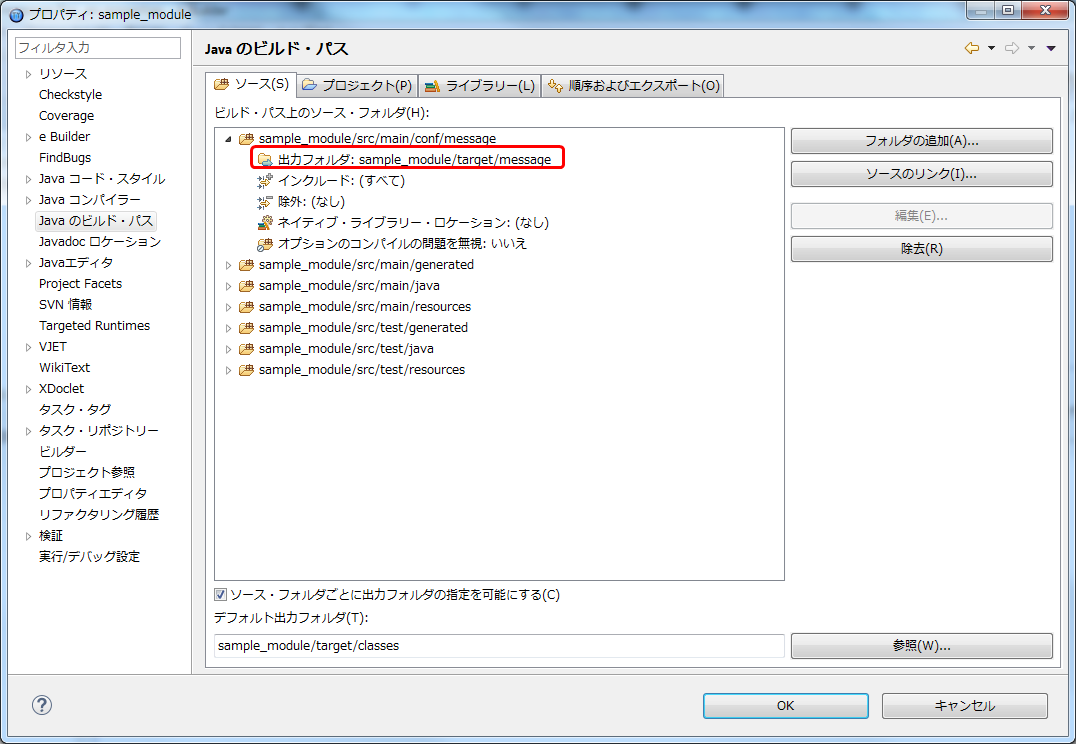 プロパティ: sample_module
フィルタ入力
リソース
Checkstyle
Coverage
e Builder
FindBugs
Java コード・スタイル
Java コンパイラー
Java のビルド・パス
Javadoc ロケーション
Javaエディタ
Project Facets
SVN 情報
Targeted Runtimes
VJET
WikiText
XDoclet
タスク・タグ
タスク・リポジトリー
ビルダー
プロジェクト参照
プロパティエディタ
リファクタリング履歴
検証
実行/デバッグ設定
Java のビルド・パス
ソース(S)
プロジェクト(P)
ライブラリー(L)
順序およびエクスポート(O)
ビルド・パス上のソース・フォルダ(H):
sample_module/src/main/conf/message
出力フォルダ: sample_module/target/message
インクルード: (すべて)
除外: (なし)
ネイティブ・ライブラリー・ロケーション: (なし)
オプションのコンパイルの問題を無視: いいえ
sample_module/src/main/generated
sample_module/src/main/java
sample_module/src/main/resources
sample_module/src/test/generated
sample_module/src/test/java
sample_module/src/test/resources
フォルダの追加(A)...
ソースのリンク(I)...
編集(E)...
除去(R)
ソース・フォルダごとに出力フォルダの指定を可能にする(C)
デフォルト出力フォルダ(T):
sample_module/target/classes
参照(W)...
OK
キャンセル